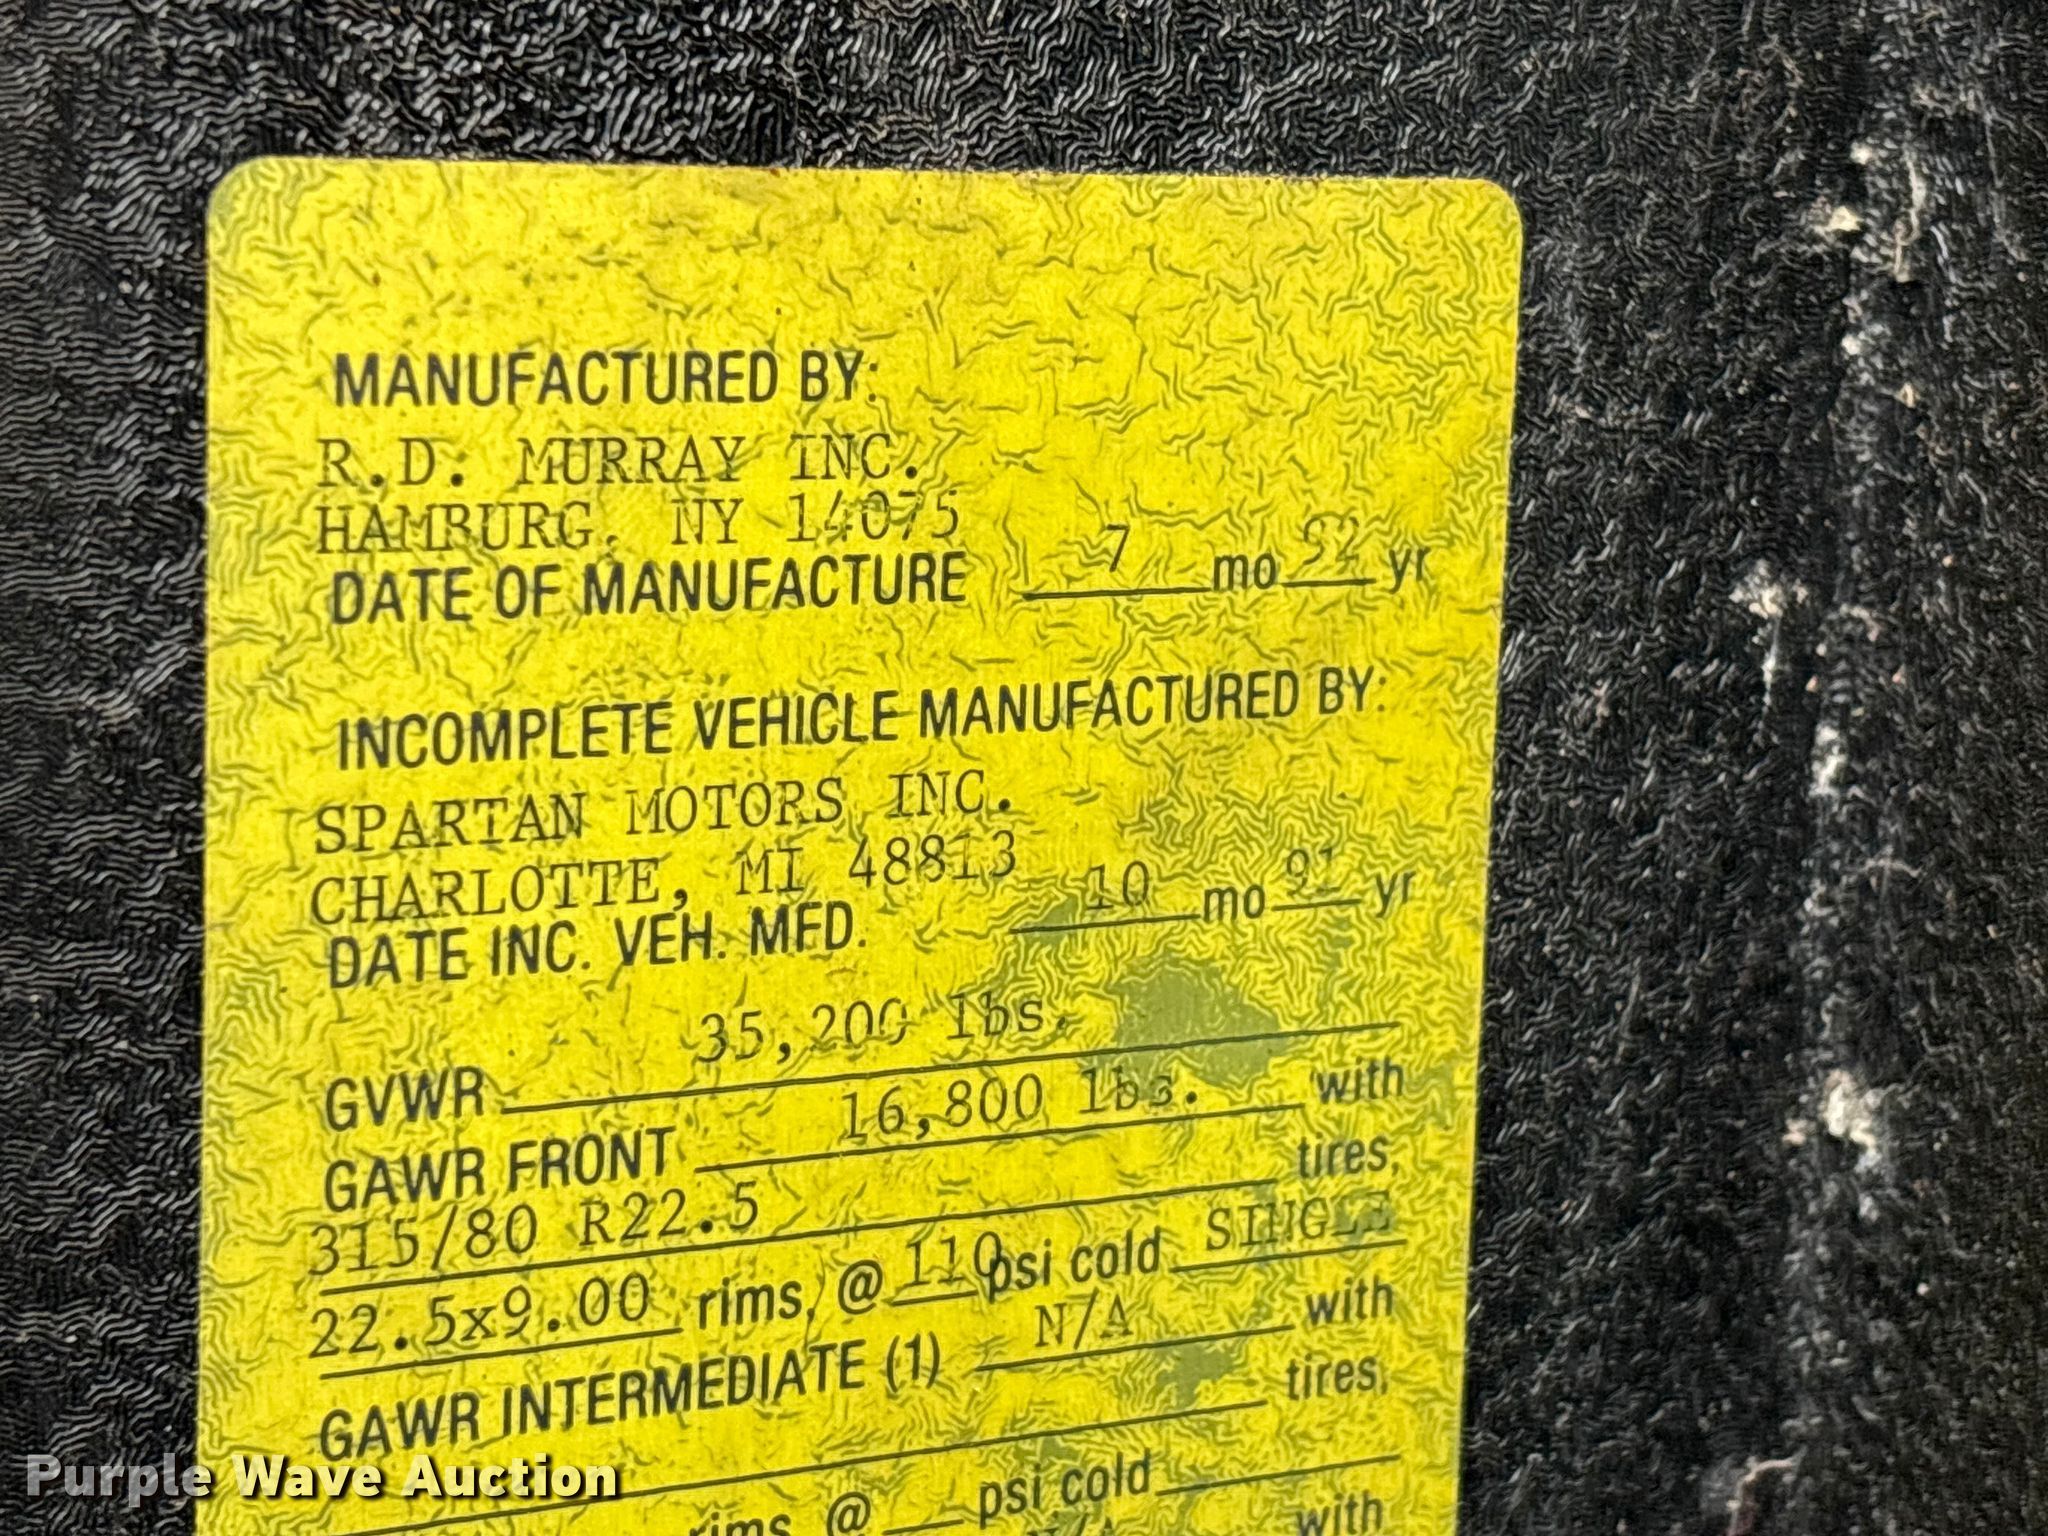 MANUFACTURED BY:
R.D. MURRAY INC.
HAMBURG, NY 14075
DATE OF MANUFACTURE 7 mo 92 yr
INCOMPLETE VEHICLE MANUFACTURED BY:
SPARTAN MOTORS INC.
CHARLOTTE, MI 48813
DATE INC. VEH. MFD. 10 mo 91 yr
GVWR 35,200 lbs.
GAWR FRONT 16,800 lbs. with
315/80 R22.5 tires,
22.5x9.00 rims, @ 110 psi cold SINGLE
GAWR INTERMEDIATE (1) N/A with
tires,
rims @ psi cold
N/A with
Purple Wave Auction